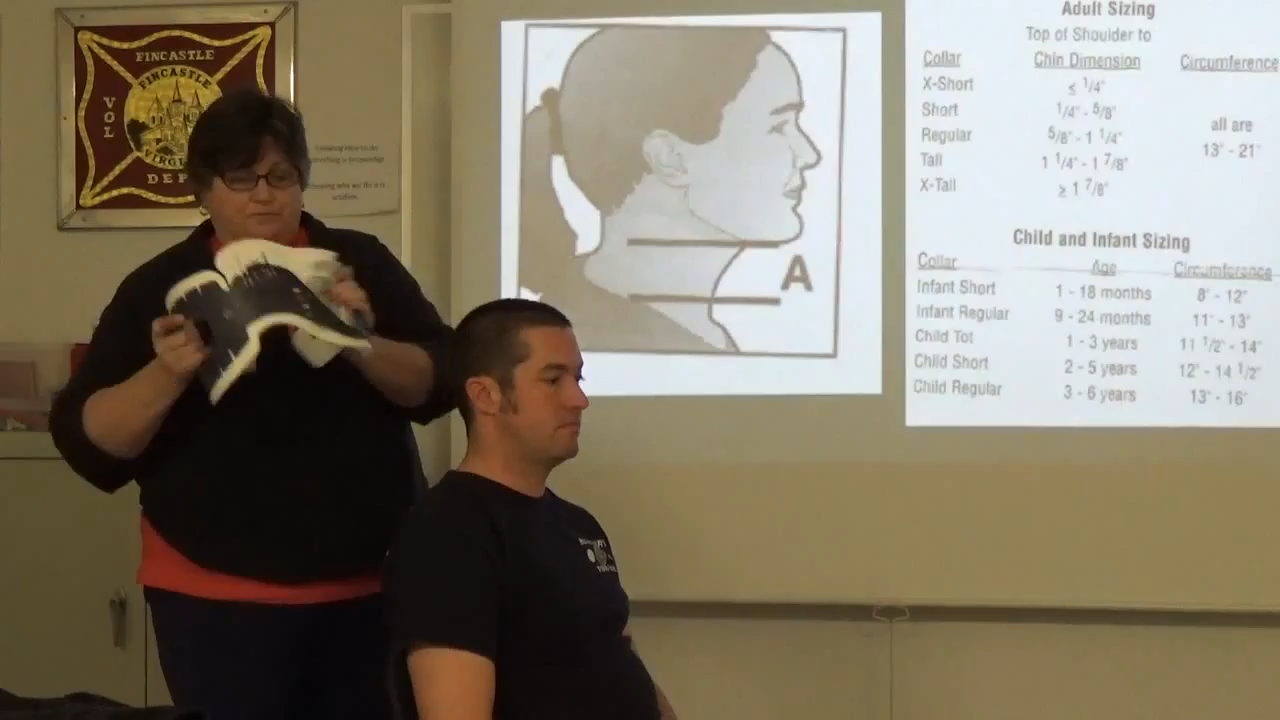 FINCASTLE
FINCASTLE
VOL
VIRGINIA
DEP
A
Adult Sizing
Top of Shoulder to
Collar Chin Dimension Circumference
X-Short ≤ 1/4"
Short 1/4" - 5/8"
all are
Regular 5/8" - 1 1/4"
13" - 21"
Tall 1 1/4" - 1 7/8"
X-Tall ≥ 1 7/8"
Child and Infant Sizing
Collar Age Circumference
Infant Short 1 - 18 months 8" - 12"
Infant Regular 9 - 24 months 11" - 13"
Child Tot 1 - 3 years 11 1/2" - 14"
Child Short 2 - 5 years 12" - 14 1/2"
Child Regular 3 - 6 years 13" - 16"